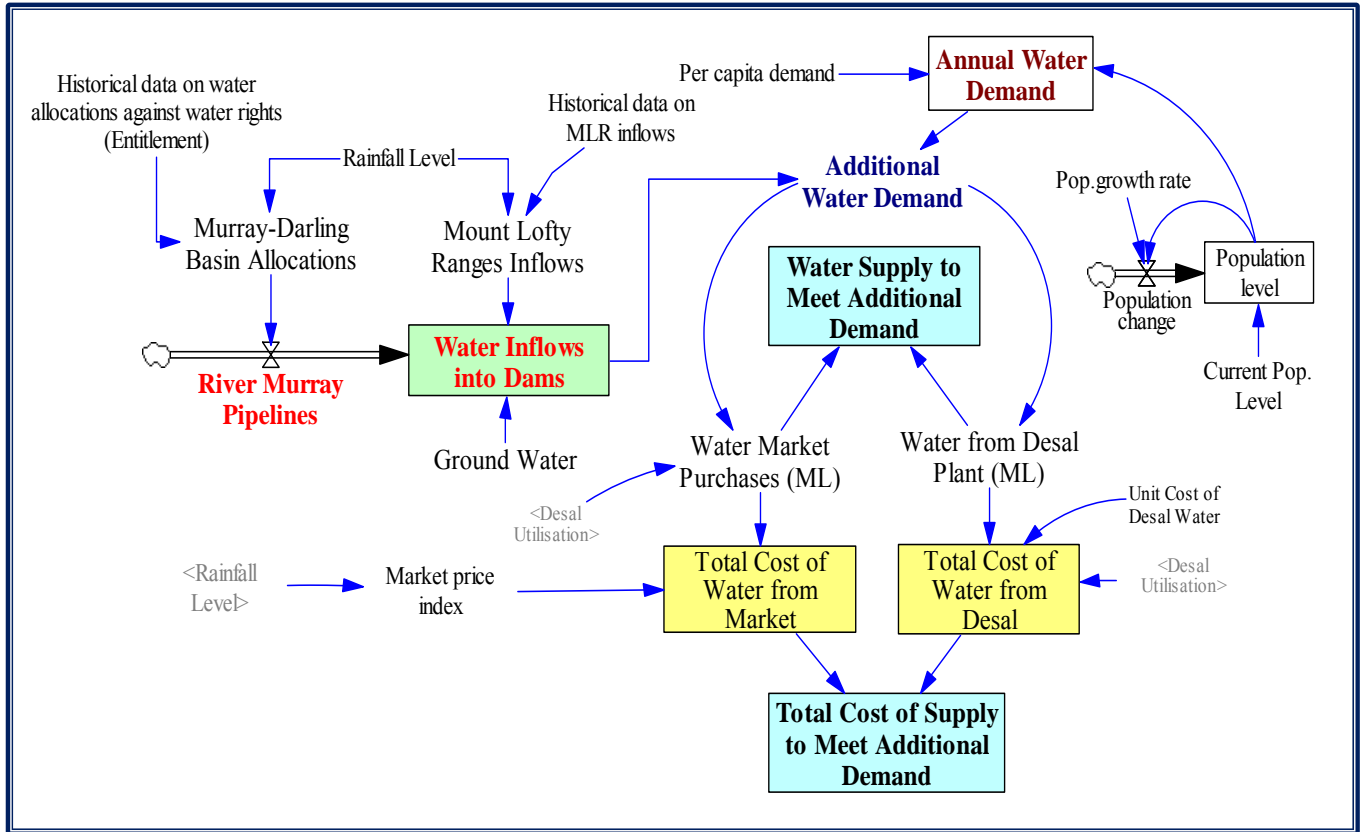 Historical data on water
allocations against water rights
(Entitlement)
Rainfall Level
Historical data on
MLR inflows
Per capita demand
Annual Water
Demand
Additional
Water Demand
Pop.growth rate
Murray-Darling
Basin Allocations
Mount Lofty
Ranges Inflows
Water Supply to
Meet Additional
Demand
Population
level
Population
change
Current Pop.
Level
River Murray
Pipelines
Water Inflows
into Dams
Ground Water
Water Market
Purchases (ML)
Water from Desal
Plant (ML)
<Desal
Utilisation>
Unit Cost of
Desal Water
<Rainfall
Level>
Market price
index
Total Cost of
Water from
Market
Total Cost of
Water from
Desal
<Desal
Utilisation>
Total Cost of Supply
to Meet Additional
Demand